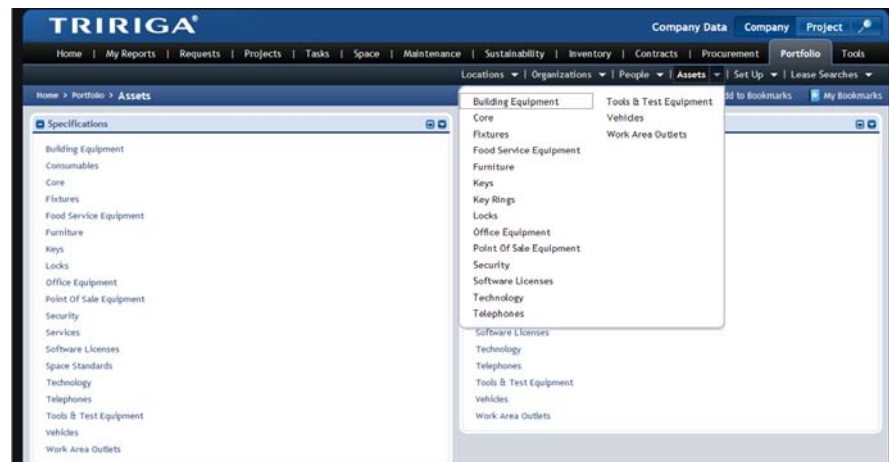 TRIRIGA®
Company Data Company Project
Home | My Reports | Requests | Projects | Tasks | Space | Maintenance | Sustainability | Inventory | Contracts | Procurement Portfolio Tools
Locations | Organizations | People | Assets | Set Up | Lease Searches
Home > Portfolio > Assets
to Bookmarks My Bookmarks
Specifications
Building Equipment
Consumables
Core
Fixtures
Food Service Equipment
Furniture
Keys
Locks
Office Equipment
Point Of Sale Equipment
Security
Services
Software Licenses
Space Standards
Technology
Telephones
Tools & Test Equipment
Vehicles
Work Area Outlets
Building Equipment
Core
Fixtures
Food Service Equipment
Furniture
Keys
Key Rings
Locks
Office Equipment
Point Of Sale Equipment
Security
Software Licenses
Technology
Telephones
Tools & Test Equipment
Vehicles
Work Area Outlets
Software Licenses
Technology
Telephones
Tools & Test Equipment
Vehicles
Work Area Outlets